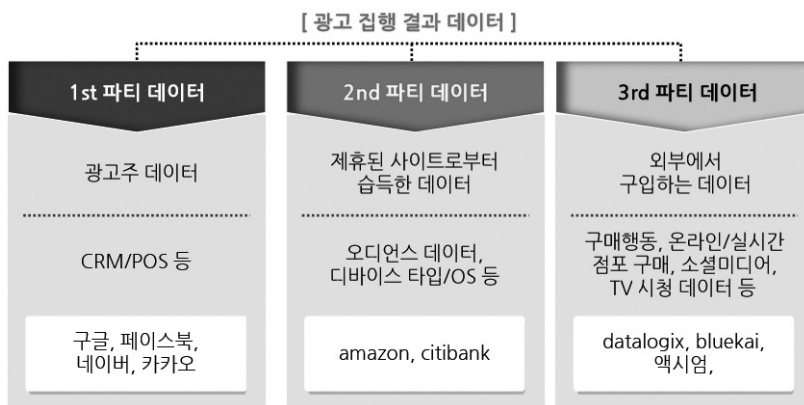 [ 광고 집행 결과 데이터 ]
1st 파티 데이터
광고주 데이터
CRM/POS 등
구글, 페이스북,
네이버, 카카오
2nd 파티 데이터
제휴된 사이트로부터
습득한 데이터
오디언스 데이터,
디바이스 타입/OS 등
amazon, citibank
3rd 파티 데이터
외부에서
구입하는 데이터
구매행동, 온라인/실시간
점포 구매, 소셜미디어,
TV 시청 데이터 등
datalogix, bluekai,
액시엄,